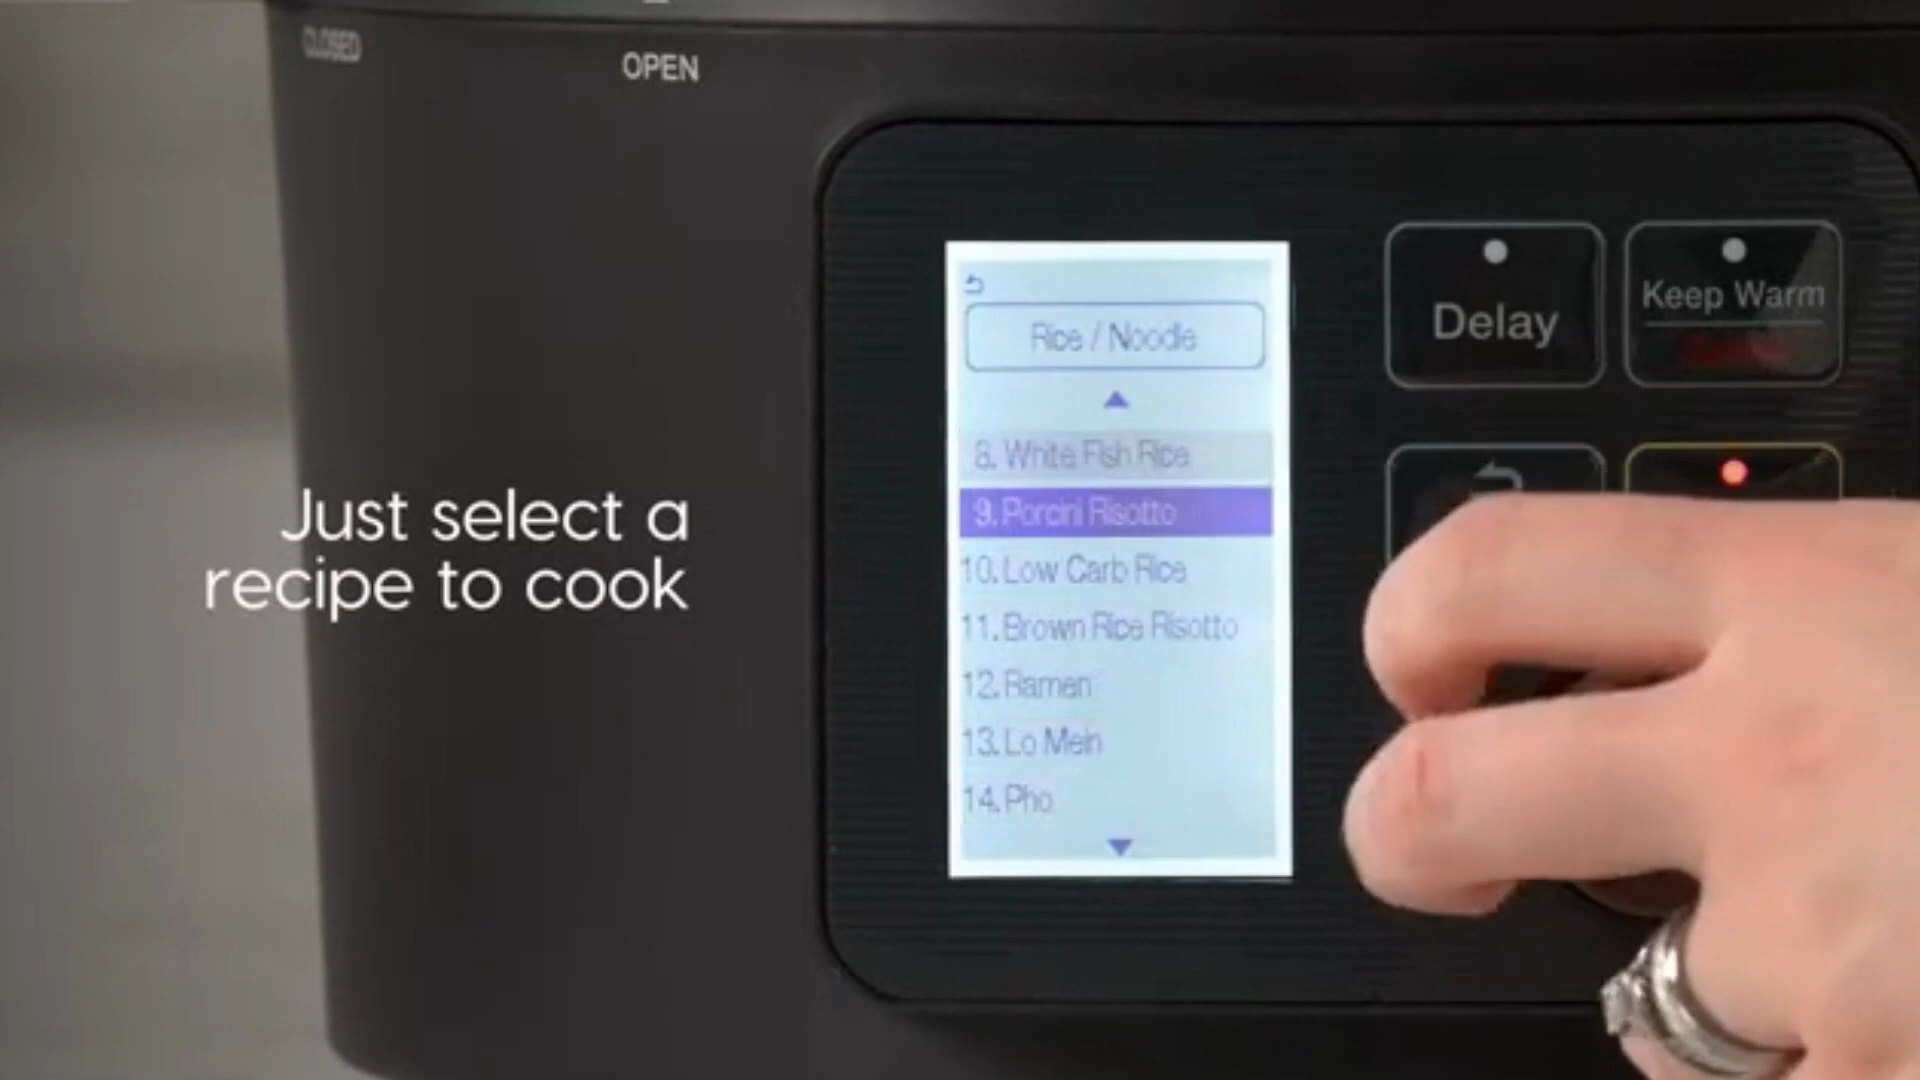 CLOSED
OPEN
Rice / Noodle
8. White Fish Rice
9. Porcini Risotto
10. Low Carb Rice
11. Brown Rice Risotto
12. Ramen
13. Lo Mein
14. Pho
Delay
Keep Warm
Just select a
recipe to cook